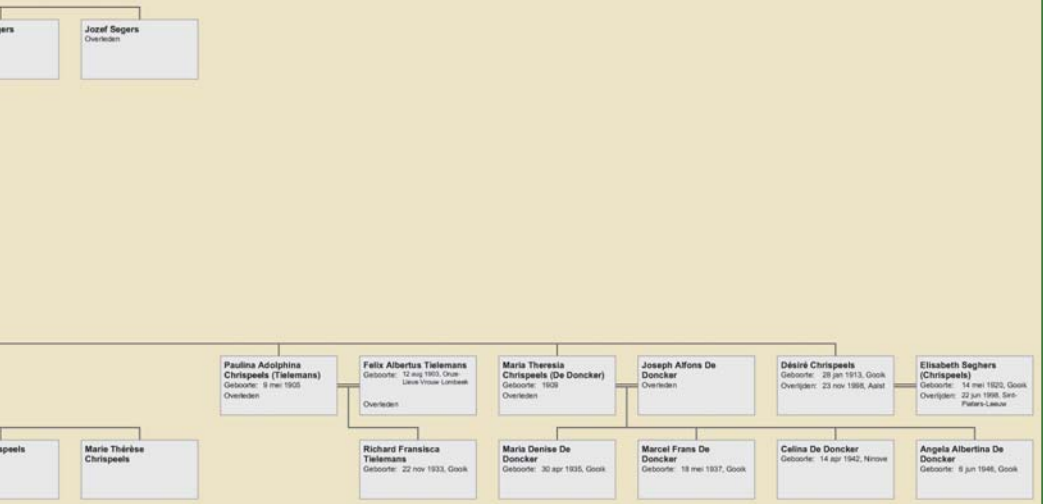 gers
Jozef Segers
Overleden
Paulina Adolphina
Chrispeels (Tielemans)
Geboorte: 9 mei 1905
Overleden
Felix Albertus Tielemans
Geboorte: 12 aug 1903, Onze-
Lieve Vrouw Lombeek
Overleden
Maria Theresia
Chrispeels (De Doncker)
Geboorte: 1909
Overleden
Joseph Alfons De
Doncker
Overleden
Désiré Chrispeels
Geboorte: 28 jan 1913, Gooik
Overlijden: 23 nov 1998, Aalst
Elisabeth Seghers
(Chrispeels)
Geboorte: 14 mei 1920, Gooik
Overlijden: 22 jun 1998, Sint-
Pieters-Leeuw
speels
Marie Thérèse
Chrispeels
Richard Fransisca
Tielemans
Geboorte: 22 nov 1933, Gooik
Maria Denise De
Doncker
Geboorte: 30 apr 1935, Gooik
Marcel Frans De
Doncker
Geboorte: 18 mei 1937, Gooik
Celina De Doncker
Geboorte: 14 apr 1942, Ninove
Angela Albertina De
Doncker
Geboorte: 6 jun 1946, Gooik